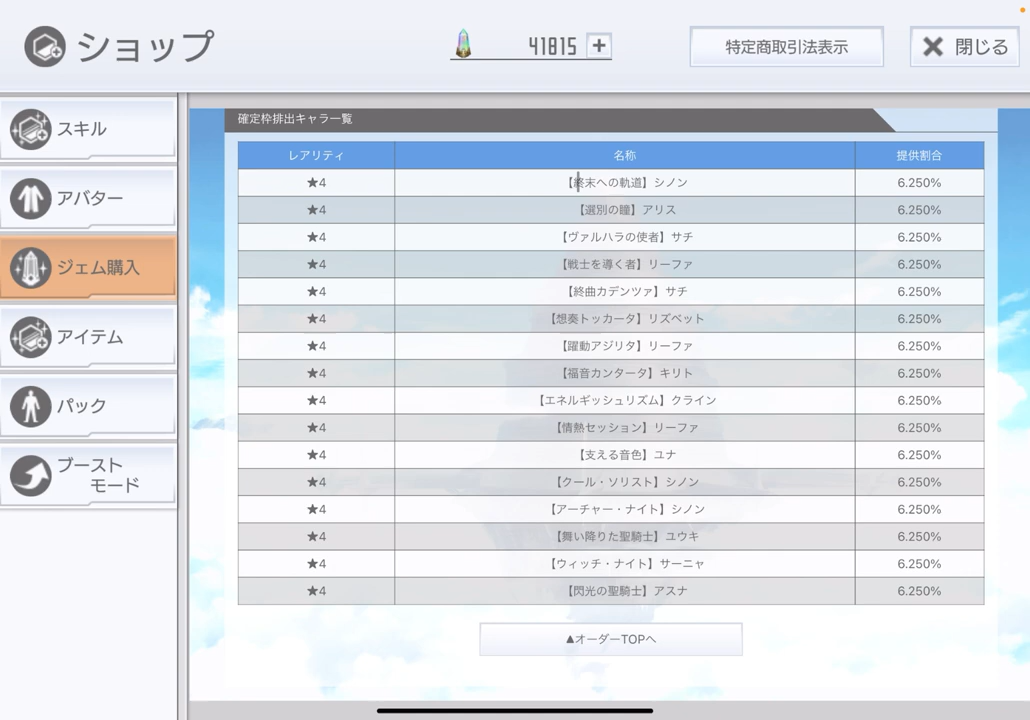 ショップ
41815
+
特定商取引法表示
閉じる
スキル
アバター
ジェム購入
アイテム
パック
ブースト
モード
確定枠排出キャラ一覧
レアリティ 名称 提供割合
★4 【終末への軌道】シノン 6.250%
★4 【選別の瞳】アリス 6.250%
★4 【ヴァルハラの使者】サチ 6.250%
★4 【戦士を導く者】リーファ 6.250%
★4 【終曲カデンツァ】サチ 6.250%
★4 【想奏トッカータ】リズベット 6.250%
★4 【躍動アジリタ】リーファ 6.250%
★4 【福音カンタータ】キリト 6.250%
★4 【エネルギッシュリズム】クライン 6.250%
★4 【情熱セッション】リーファ 6.250%
★4 【支える音色】ユナ 6.250%
★4 【クール・ソリスト】シノン 6.250%
★4 【アーチャー・ナイト】シノン 6.250%
★4 【舞い降りた聖騎士】ユウキ 6.250%
★4 【ウィッチ・ナイト】サーニャ 6.250%
★4 【閃光の聖騎士】アスナ 6.250%
▲オーダーTOPへ